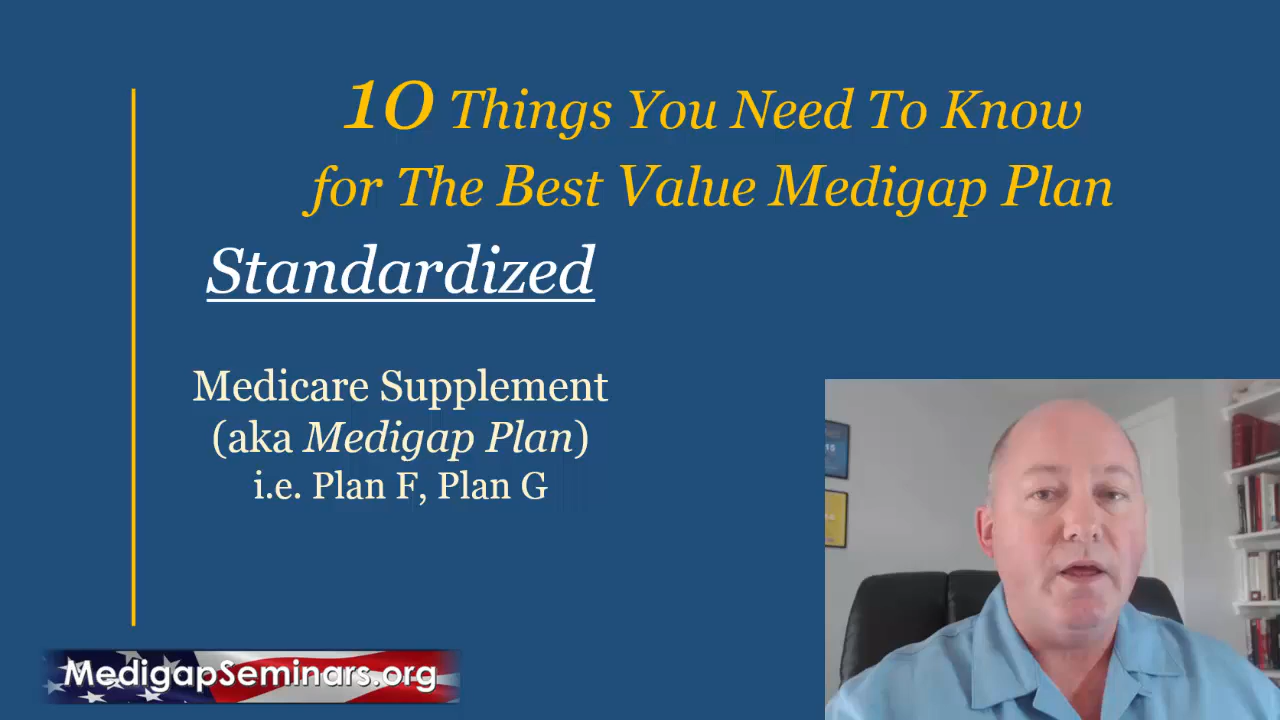 10 Things You Need To Know
for The Best Value Medigap Plan
Standardized
Medicare Supplement
(aka Medigap Plan)
i.e. Plan F, Plan G
MedigapSeminars.org